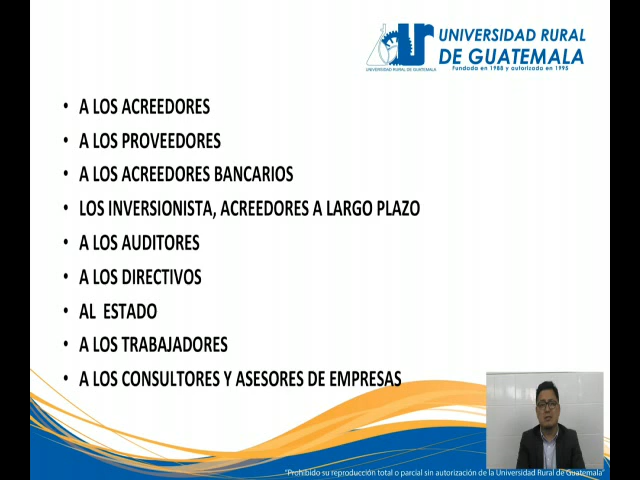 UNIVERSIDAD RURAL
DE GUATEMALA
Fundada en 1988 y autorizada en 1995
UNIVERSIDAD RURAL DE GUATEMALA
• A LOS ACREEDORES
• A LOS PROVEEDORES
• A LOS ACREEDORES BANCARIOS
• LOS INVERSIONISTA, ACREEDORES A LARGO PLAZO
• A LOS AUDITORES
• A LOS DIRECTIVOS
• AL ESTADO
• A LOS TRABAJADORES
• A LOS CONSULTORES Y ASESORES DE EMPRESAS
"Prohibido su reproducción total o parcial sin autorización de la Universidad Rural de Guatemala"